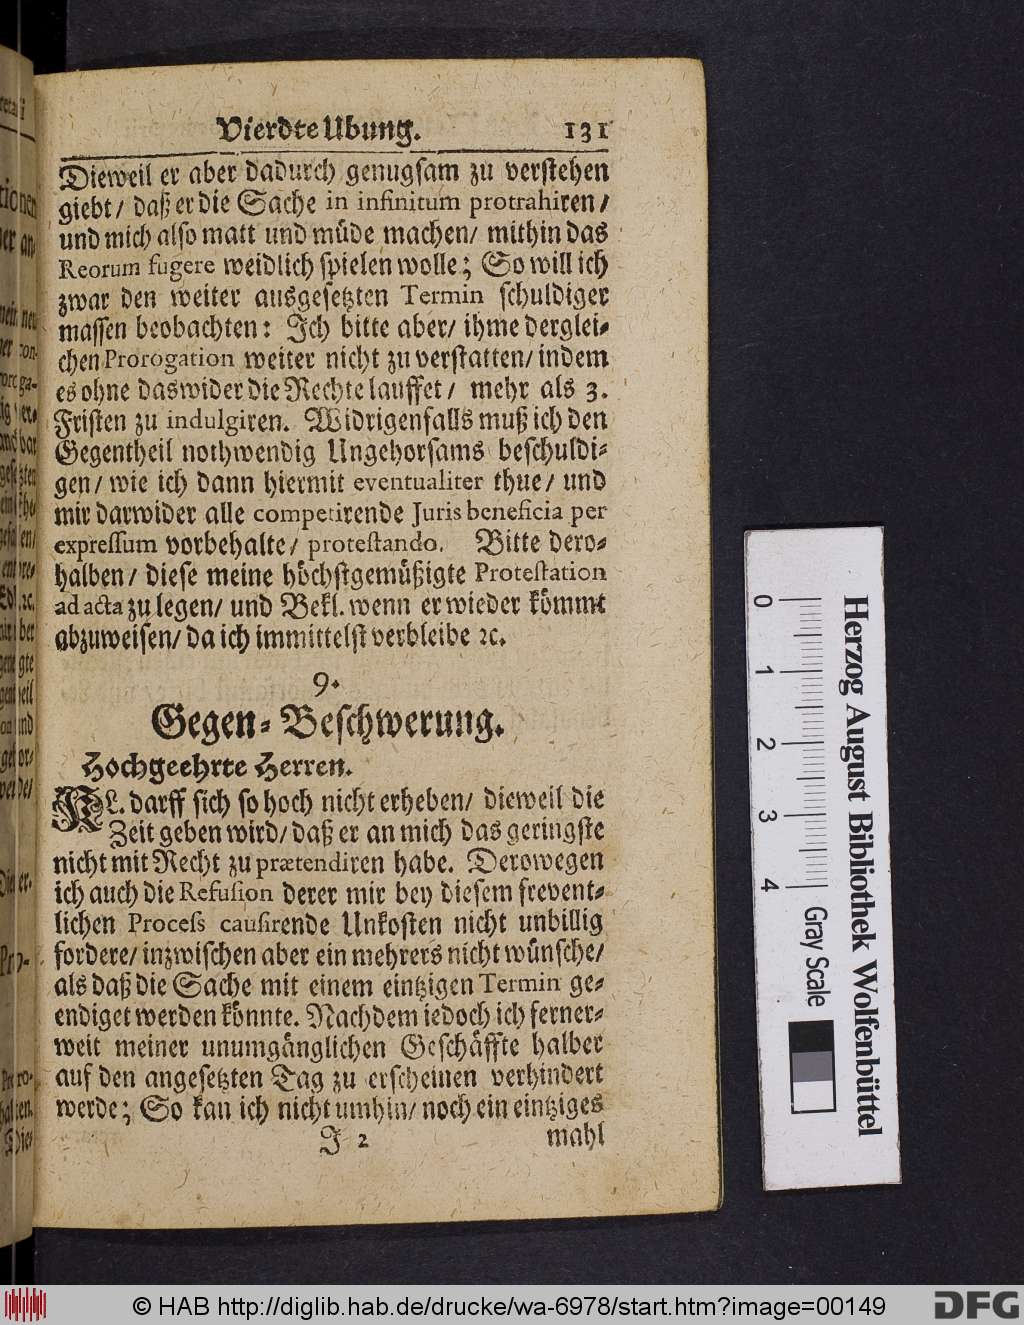 Vierdte Ubung. 131
Dieweil er aber dadurch genugsam zu verstehen
giebt/ daß er die Sache in infinitum protrahiren/
und mich also matt und müde machen/ mithin das
Reorum fugere weidlich spielen wolle; So will ich
zwar den weiter ausgesetzten Termin schuldiger
massen beobachten: Ich bitte aber/ ihme derglei-
chen Prorogation weiter nicht zu verstatten/ indem
es ohne das wider die Rechte lauffet/ mehr als 3.
Fristen zu indulgiren. Widrigenfalls muß ich den
Gegentheil nothwendig Ungehorsams beschuldi-
gen/ wie ich dann hiermit eventualiter thue/ und
mir darwider alle competirende Juris beneficia per
expressum vorbehalte/ protestando. Bitte dero-
halben/ diese meine höchstgemüßigte Protestation
ad acta zu legen/ und Bekl. wenn er wieder kömmt
abzuweisen/ da ich immittelst verbleibe ꝛc.
9.
Gegen-Beschwerung.
Hochgeehrte Herren.
KL. darff sich so hoch nicht erheben/ dieweil die
Zeit geben wird/ daß er an mich das geringste
nicht mit Recht zu prætendiren habe. Derowegen
ich auch die Refusion derer mir bey diesem frevent-
lichen Process causirende Unkosten nicht unbillig
fordere/ inzwischen aber ein mehrers nicht wünsche/
als daß die Sache mit einem eintzigen Termin ge-
endiget werden könnte. Nachdem iedoch ich ferner-
weit meiner unumgänglichen Geschäffte halber
auf den angesetzten Tag zu erscheinen verhindert
werde; So kan ich nicht umhin/ noch ein eintziges
J 2 mahl
0 1 2 3 4 Gray Scale
Herzog August Bibliothek Wolfenbüttel
© HAB http://diglib.hab.de/drucke/wa-6978/start.htm?image=00149
DFG